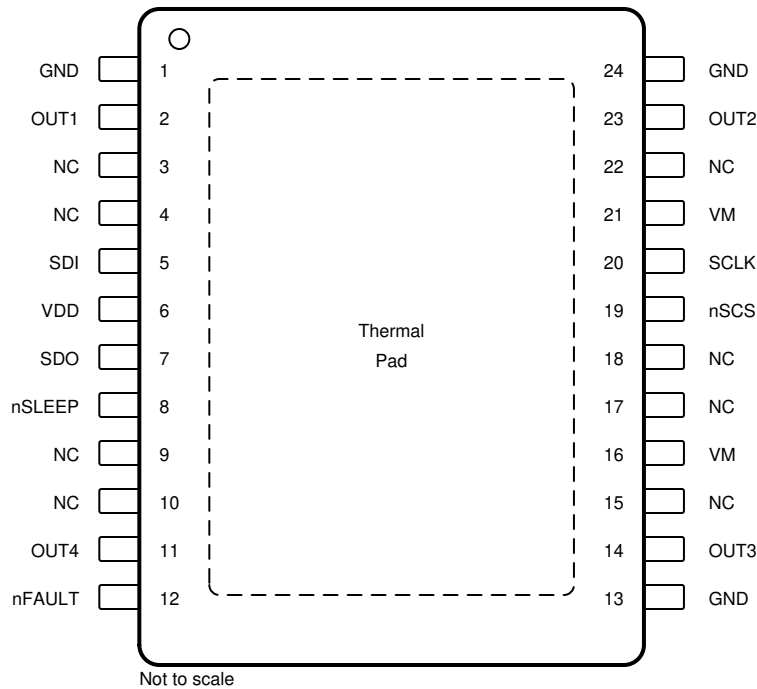 GND 1 24 GND
OUT1 2 23 OUT2
NC 3 22 NC
NC 4 21 VM
SDI 5 20 SCLK
VDD 6 19 nSCS
Thermal
SDO 7 18 NC
Pad
nSLEEP 8 17 NC
NC 9 16 VM
NC 10 15 NC
OUT4 11 14 OUT3
nFAULT 12 13 GND
Not to scale